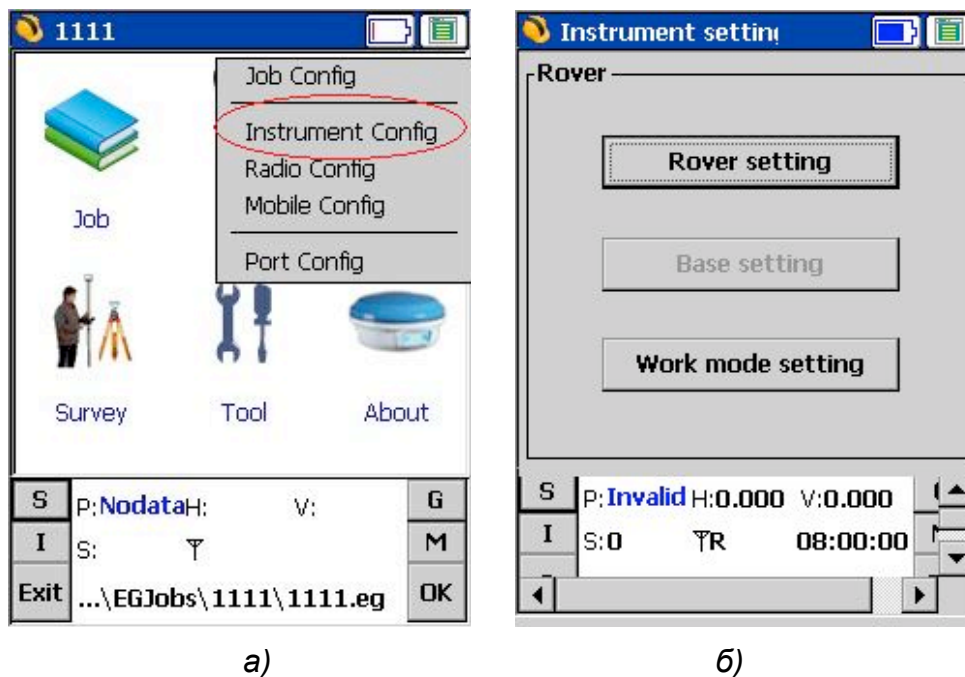 1111
Job Config
Instrument Config
Radio Config
Mobile Config
Port Config
Job
Survey Tool About
S P:NodataH: V: G
I S: M
Exit ...\EGJobs\1111\1111.eg OK
а)
Instrument setting
Rover
Rover setting
Base setting
Work mode setting
S P:Invalid H:0.000 V:0.000
I S:0 R 08:00:00
б)